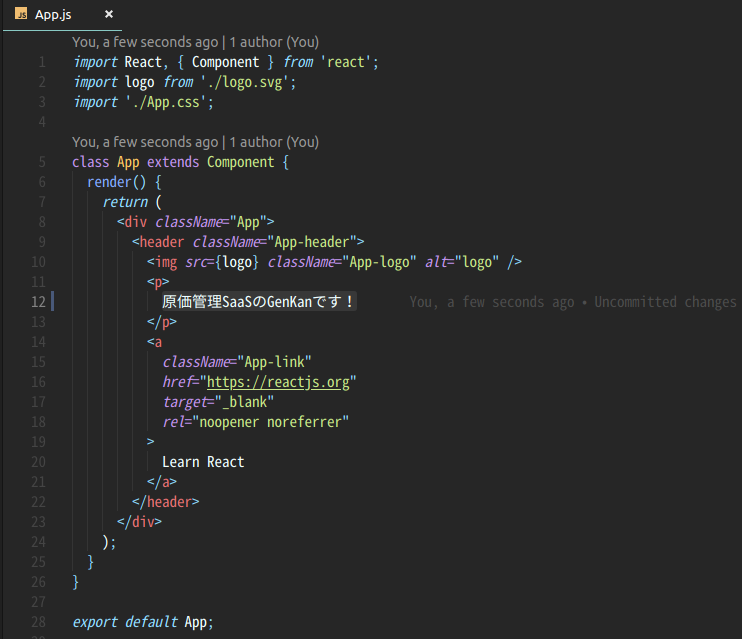 App.js ×
You, a few seconds ago | 1 author (You)
1 import React, { Component } from 'react';
2 import logo from './logo.svg';
3 import './App.css';
4
You, a few seconds ago | 1 author (You)
5 class App extends Component {
6 render() {
7 return (
8 <div className="App">
9 <header className="App-header">
10 <img src={logo} className="App-logo" alt="logo" />
11 <p>
12 原価管理SaaSのGenKanです！ You, a few seconds ago • Uncommitted changes
13 </p>
14 <a
15 className="App-link"
16 href="https://reactjs.org"
17 target="_blank"
18 rel="noopener noreferrer"
19 >
20 Learn React
21 </a>
22 </header>
23 </div>
24 );
25 }
26 }
27
28 export default App;